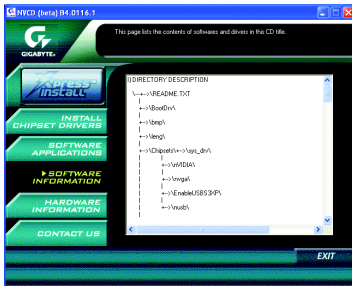 NVCD (beta) B4.0116.1
This page lists the contents of softwares and drivers in this CD title.
GIGABYTE
Xpress
INSTALL
INSTALL
CHIPSET DRIVERS
SOFTWARE
APPLICATIONS
SOFTWARE
INFORMATION
HARDWARE
INFORMATION
CONTACT US
I) DIRECTORY DESCRIPTION
\--+-->\README.TXT
|
+-->\BootDrv\
|
+-->\bmp\
|
+-->\leng\
|
+-->\Chipsets\+-->\sys_drv\
| |
| +-->\nVIDIA\
| |
| +-->\nvga\
| |
| +-->\EnableUSBS3XP\
| |
| +-->\nusb\
|
EXIT